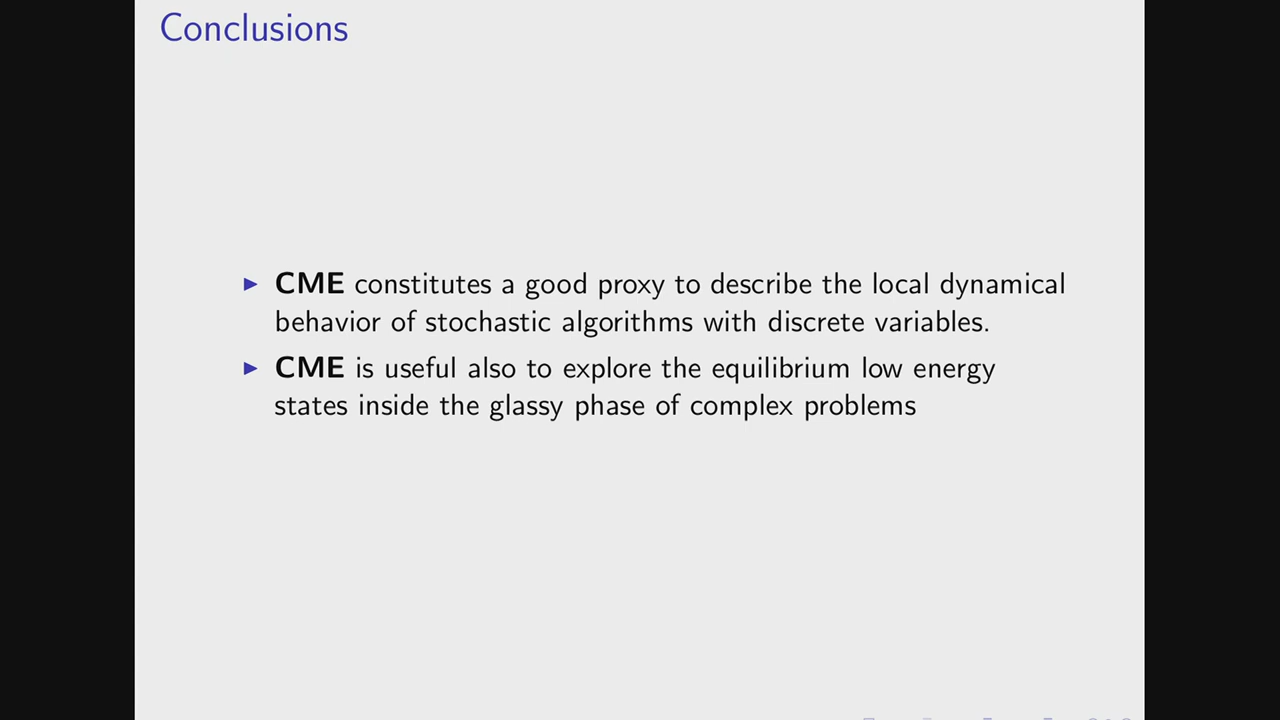 Conclusions
▶ CME constitutes a good proxy to describe the local dynamical
behavior of stochastic algorithms with discrete variables.
▶ CME is useful also to explore the equilibrium low energy
states inside the glassy phase of complex problems